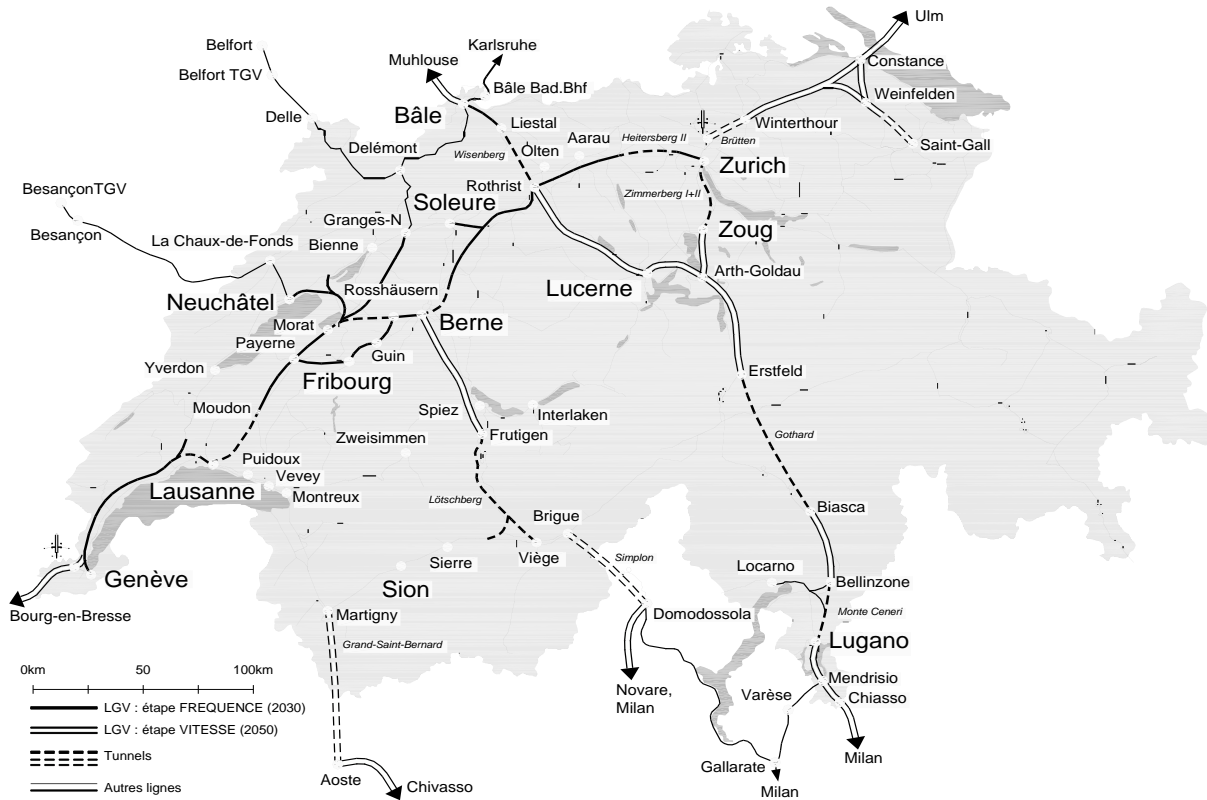 Ulm
Belfort
Karlsruhe
Muhlouse
Constance
Belfort TGV
Bâle Bad.Bhf
Weinfelden
Bâle
Delle
Liestal
Winterthour
Aarau
Heitersberg II
Brütten
Saint-Gall
Delémont
Wisenberg
Olten
Zurich
BesançonTGV
Rothrist
Zimmerberg I+II
Soleure
Granges-N
Besançon
La Chaux-de-Fonds
Zoug
Bienne
Arth-Goldau
Lucerne
Rosshäusern
Neuchâtel
Morat
Berne
Payerne
Guin
Yverdon
Fribourg
Erstfeld
Moudon
Spiez
Interlaken
Zweisimmen
Frutigen
Gothard
Puidoux
Vevey
Lausanne
Montreux
Lötschberg
Biasca
Brigue
Viège
Simplon
Sierre
Genève
Sion
Locarno
Bellinzone
Bourg-en-Bresse
Martigny
Domodossola
Monte Ceneri
Grand-Saint-Bernard
Lugano
0km 50 100km
Mendrisio
Novare,
Milan
Varèse
Chiasso
LGV : étape FREQUENCE (2030)
LGV : étape VITESSE (2050)
Tunnels
Milan
Gallarate
Aoste
Chivasso
Autres lignes
Milan